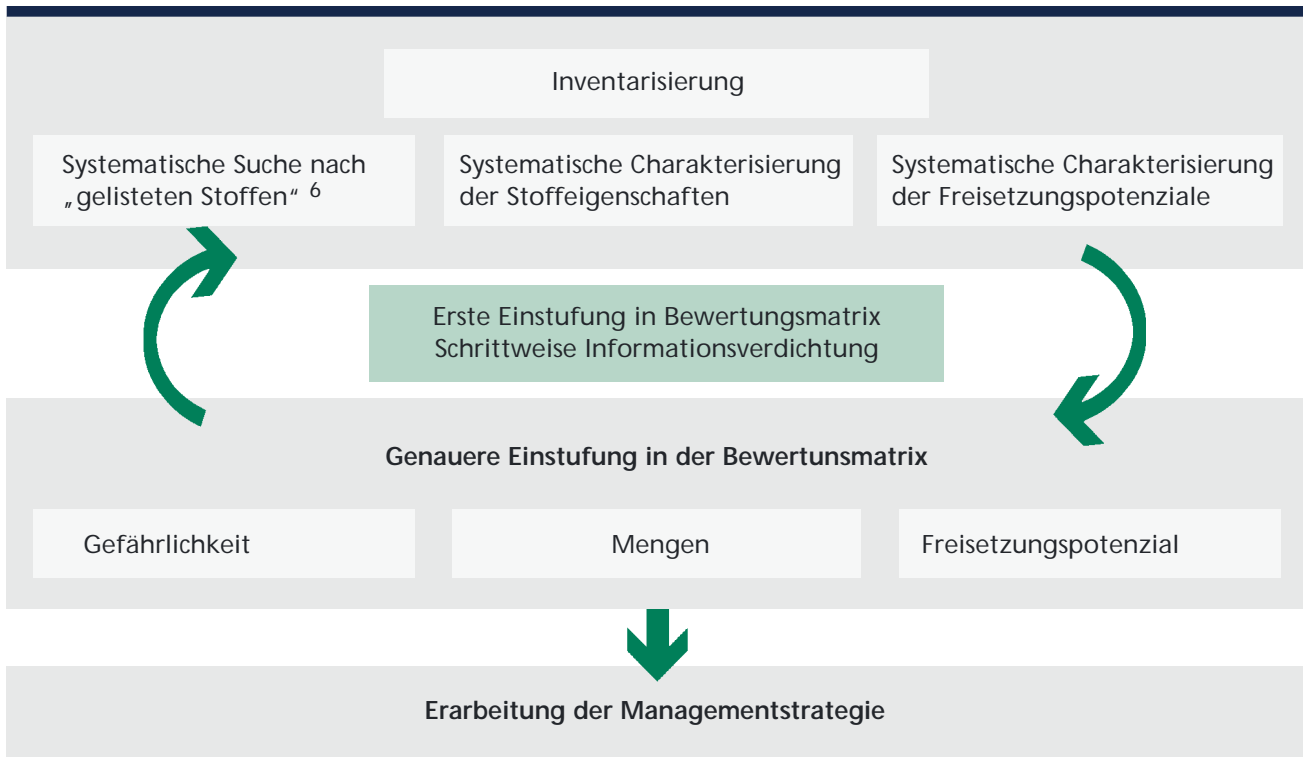 Inventarisierung
Systematische Suche nach
„gelisteten Stoffen“ 6
Systematische Charakterisierung
der Stoffeigenschaften
Systematische Charakterisierung
der Freisetzungspotenziale
Erste Einstufung in Bewertungsmatrix
Schrittweise Informationsverdichtung
Genauere Einstufung in der Bewertunsmatrix
Gefährlichkeit
Mengen
Freisetzungspotenzial
Erarbeitung der Managementstrategie